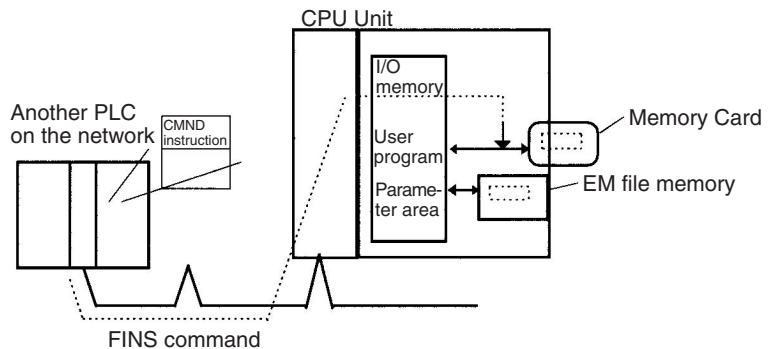 CPU Unit
I/O
memory
Another PLC
on the network
CMND
instruction
User
program
Parame-
ter area
Memory Card
EM file memory
FINS command